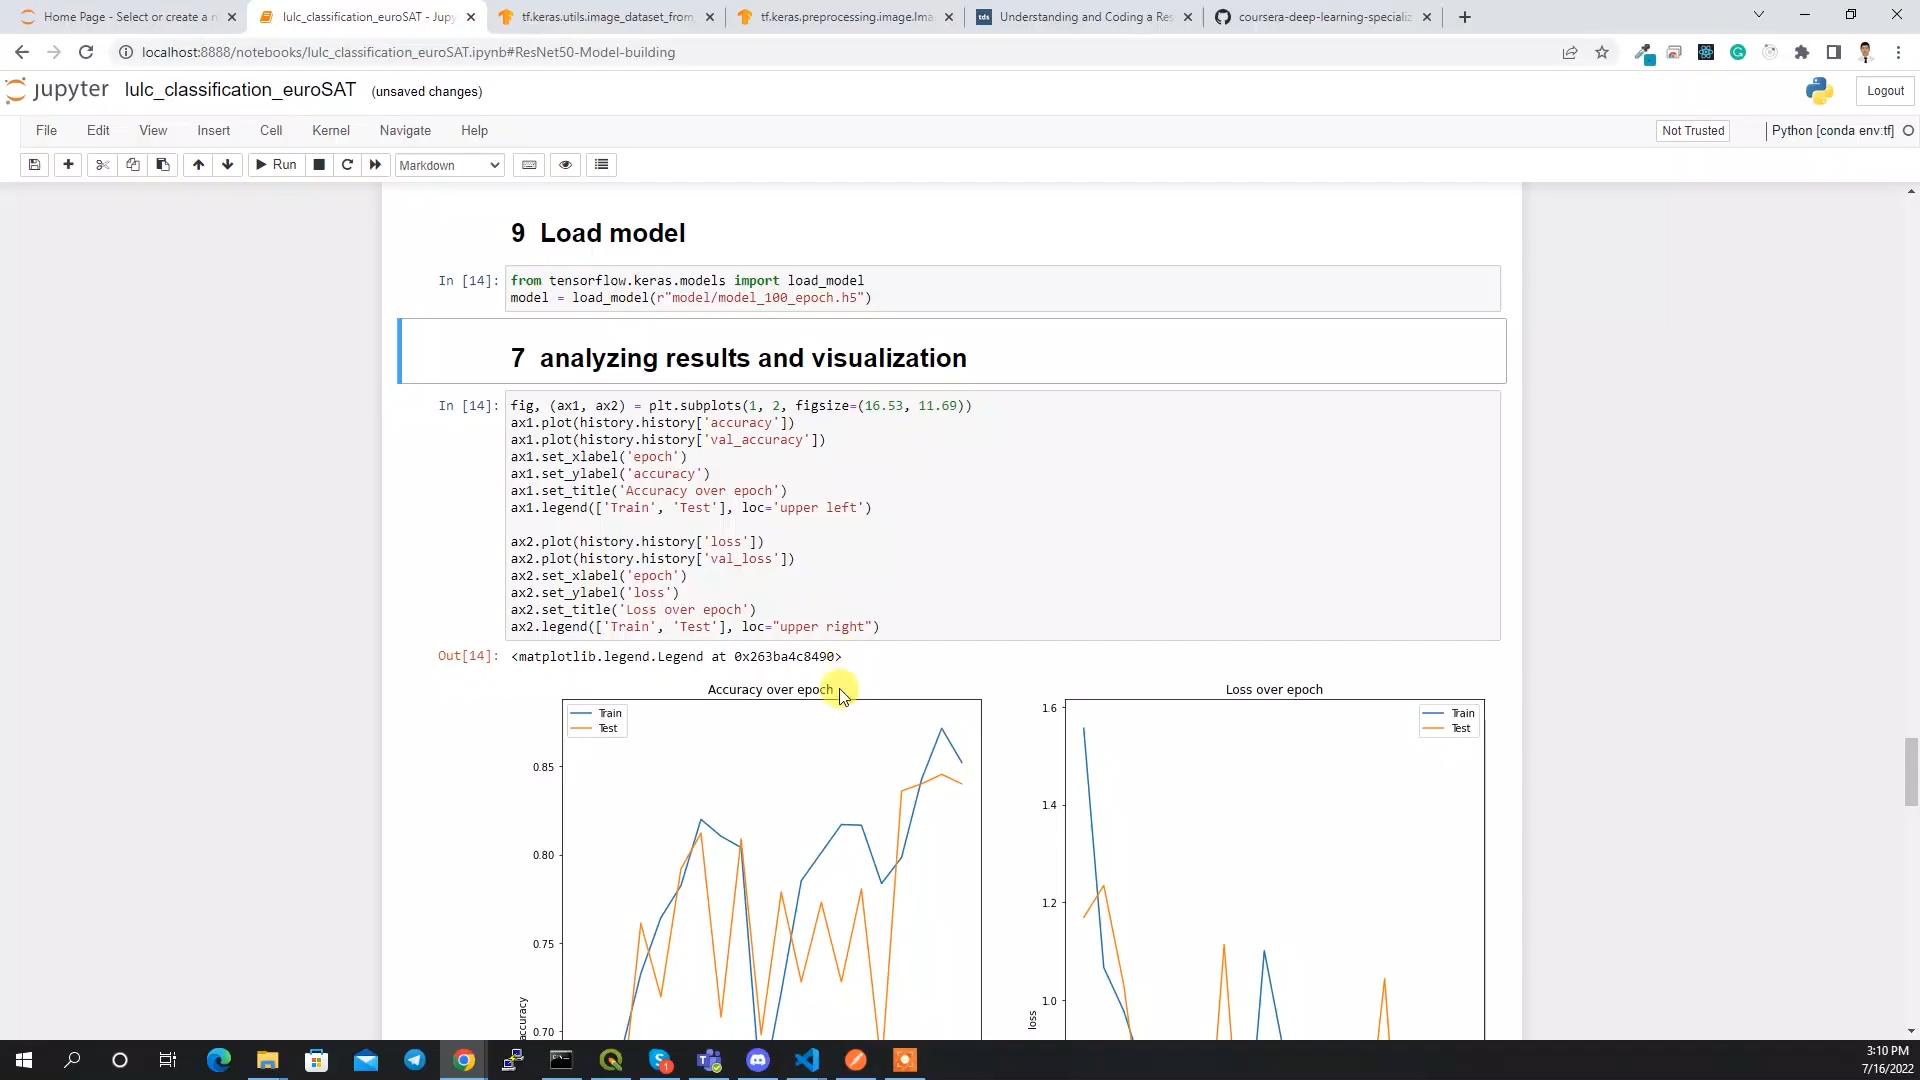 Home Page - Select or create a n
lulc_classification_euroSAT - Jupy
tf.keras.utils.image_dataset_from_
tf.keras.preprocessing.image.Ima
tds Understanding and Coding a Res
coursera-deep-learning-specializ
localhost:8888/notebooks/lulc_classification_euroSAT.ipynb#ResNet50-Model-building
jupyter lulc_classification_euroSAT (unsaved changes)
Logout
File Edit View Insert Cell Kernel Navigate Help
Not Trusted
Python [conda env:tf]
Run
Markdown
9 Load model
In [14]:
from tensorflow.keras.models import load_model
model = load_model(r"model/model_100_epoch.h5")
7 analyzing results and visualization
In [14]:
fig, (ax1, ax2) = plt.subplots(1, 2, figsize=(16.53, 11.69))
ax1.plot(history.history['accuracy'])
ax1.plot(history.history['val_accuracy'])
ax1.set_xlabel('epoch')
ax1.set_ylabel('accuracy')
ax1.set_title('Accuracy over epoch')
ax1.legend(['Train', 'Test'], loc='upper left')
ax2.plot(history.history['loss'])
ax2.plot(history.history['val_loss'])
ax2.set_xlabel('epoch')
ax2.set_ylabel('loss')
ax2.set_title('Loss over epoch')
ax2.legend(['Train', 'Test'], loc="upper right")
Out[14]:
<matplotlib.legend.Legend at 0x263ba4c8490>
Accuracy over epoch
Train
Test
0.85
0.80
0.75
0.70
accuracy
Loss over epoch
Train
Test
1.6
1.4
1.2
1.0
loss
3:10 PM
7/16/2022